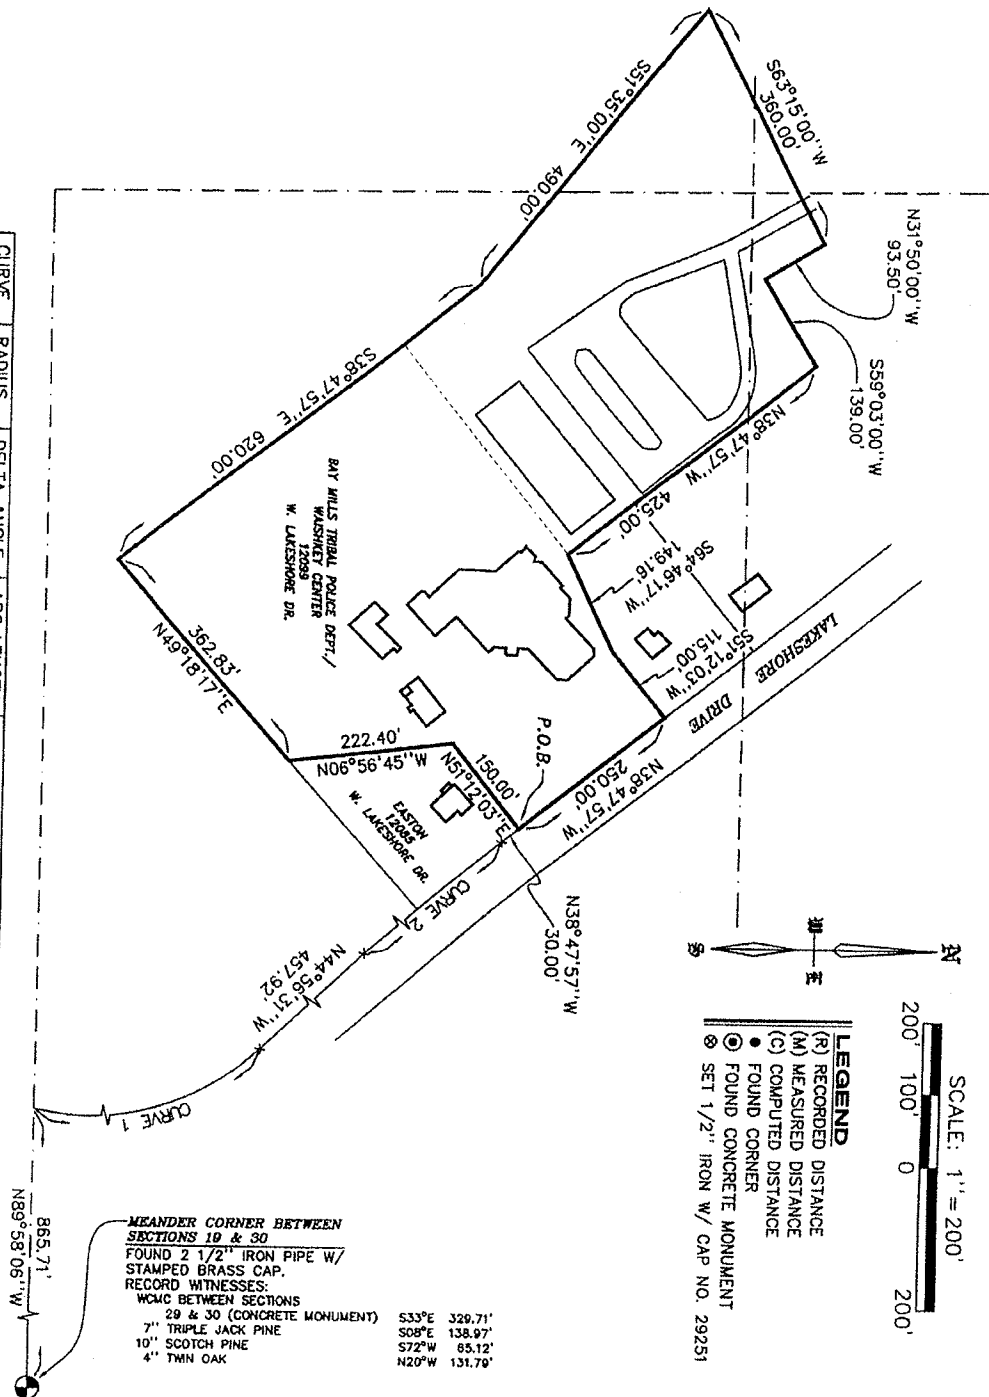 S63°15'00"W
360.00'
N31°50'00"W
93.50'
S59°03'00"W
139.00'
S51°35'00"E
490.00'
N38°47'57"W
425.00'
S64°46'17"W
149.16'
S51°12'03"W
115.00'
LAKESHORE
DRIVE
N38°47'57"W
250.00'
S38°47'57"E
620.00'
BAY MILLS TRIBAL POLICE DEPT./
WAISHKEY CENTER
12099
W. LAKESHORE DR.
362.83'
N49°18'17"E
222.40'
N06°56'45"W
150.00'
N51°12'03"E
P.O.B.
EASTON
12085
W. LAKESHORE DR.
N38°47'57"W
30.00'
CURVE 2
N44°56'31"W
457.92'
CURVE 1
865.71'
N89°58'06"W
N
W E
S
SCALE: 1" = 200'
200' 100' 0 200'
LEGEND
(R) RECORDED DISTANCE
(M) MEASURED DISTANCE
(C) COMPUTED DISTANCE
FOUND CORNER
FOUND CONCRETE MONUMENT
SET 1/2" IRON W/ CAP NO. 29251
MEANDER CORNER BETWEEN
SECTIONS 19 & 30
FOUND 2 1/2" IRON PIPE W/
STAMPED BRASS CAP.
RECORD WITNESSES:
WCMC BETWEEN SECTIONS
29 & 30 (CONCRETE MONUMENT) S33°E 329.71'
7" TRIPLE JACK PINE S08°E 138.97'
10" SCOTCH PINE S72°W 65.12'
4" TWIN OAK N20°W 131.79'
CURVE RADIUS DELTA ANGLE